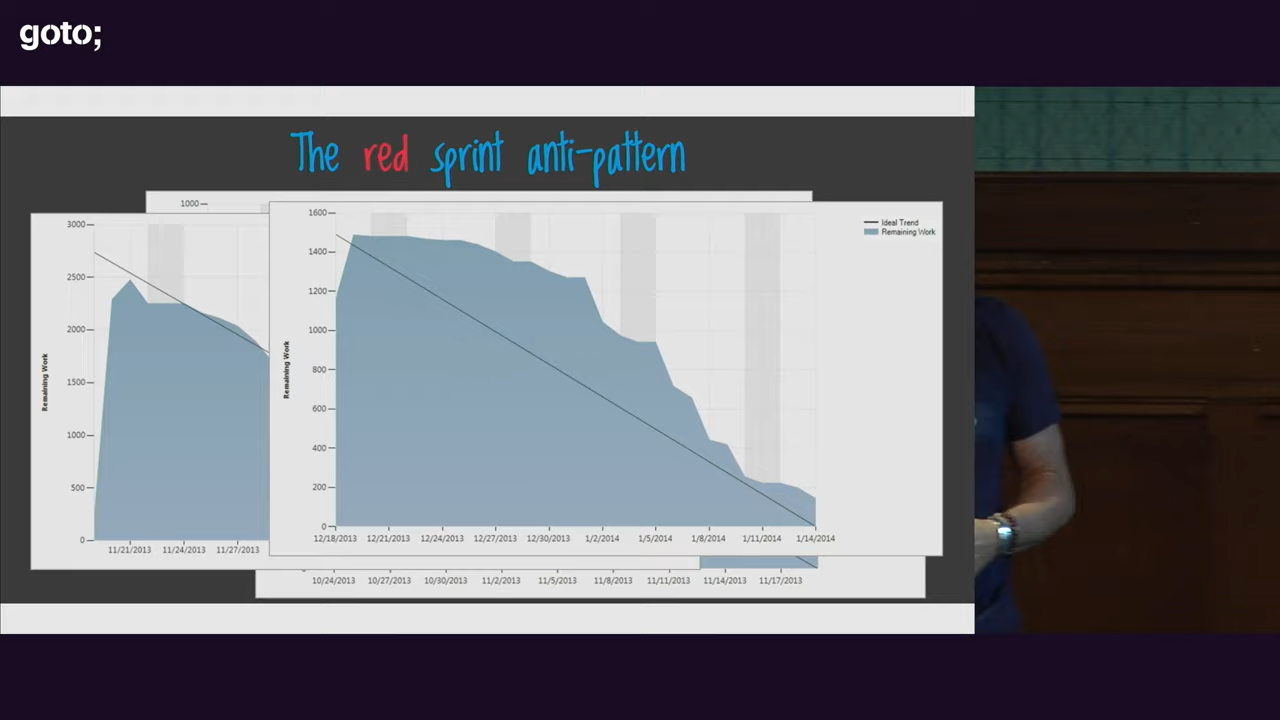 goto;
The red sprint anti-pattern
1000
3000
2500
2000
1500
1000
500
0
Remaining Work
11/21/2013 11/24/2013 11/27/2013
1600
1400
1200
1000
800
600
400
200
0
Remaining Work
12/18/2013 12/21/2013 12/24/2013 12/27/2013 12/30/2013 1/2/2014 1/5/2014 1/8/2014 1/11/2014 1/14/2014
Ideal Trend
Remaining Work
10/24/2013 10/27/2013 10/30/2013 11/2/2013 11/5/2013 11/8/2013 11/11/2013 11/14/2013 11/17/2013